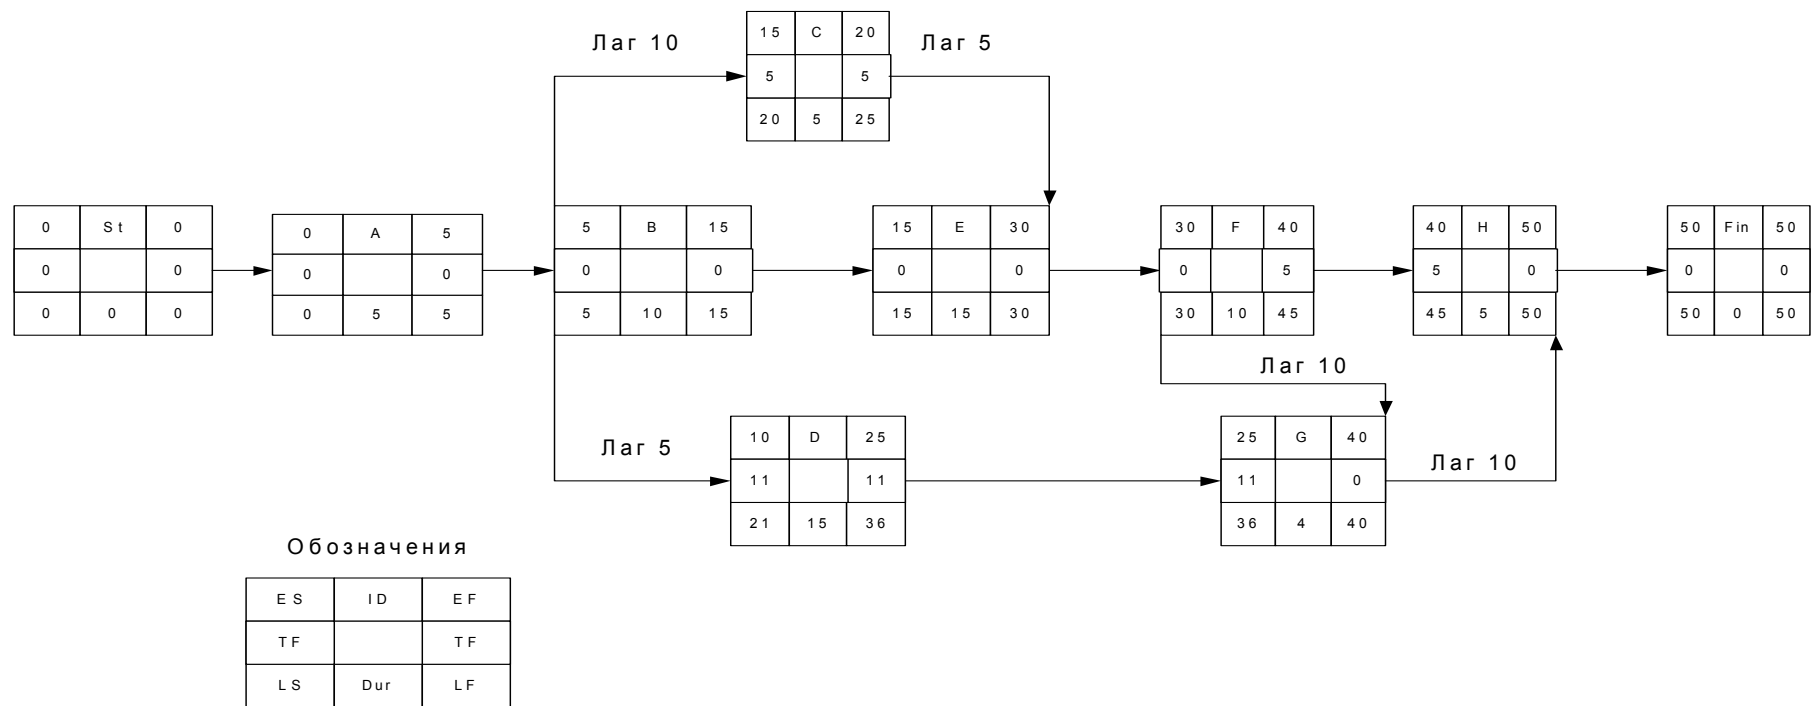 Лаг 10
15 C 20
5 5
20 5 25
Лаг 5
0 St 0
0 0
0 0 0
0 A 5
0 0
0 5 5
5 B 15
0 0
5 10 15
15 E 30
0 0
15 15 30
30 F 40
0 5
30 10 45
40 H 50
5 0
45 5 50
50 Fin 50
0 0
50 0 50
Лаг 10
Лаг 5
10 D 25
11 11
21 15 36
25 G 40
11 0
36 4 40
Лаг 10
Обозначения
ES ID EF
TF TF
LS Dur LF